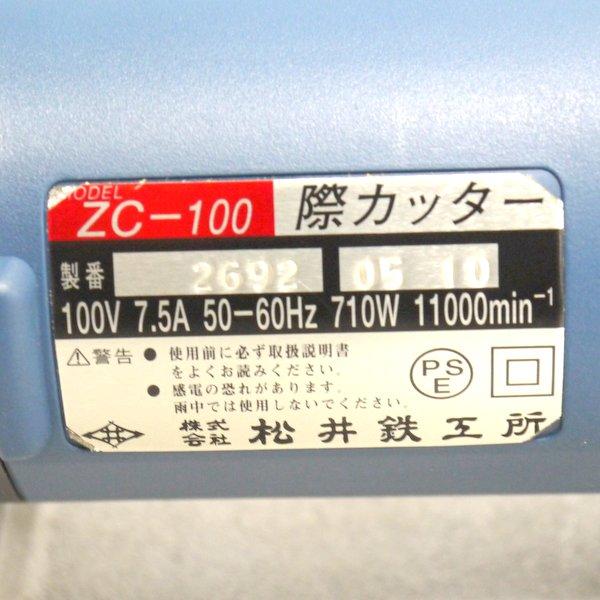 MODEL
ZC-100 際カッター
製番 2692 05 10
100V 7.5A 50-60Hz 710W 11000min⁻¹
⚠警告 ● 使用前に必ず取扱説明書
をよくお読みください。
● 感電の恐れがあります。
雨中では使用しないでください。
PS
E
株式
会社 松井鉄工所